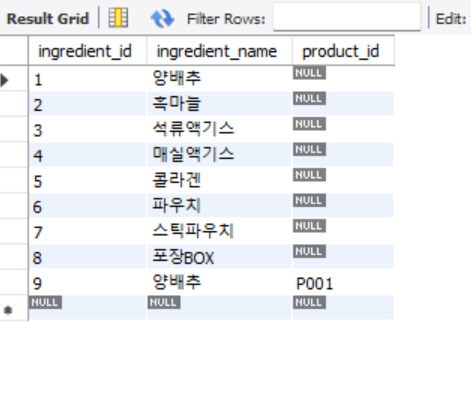 Result Grid Filter Rows: Edit:
ingredient_id ingredient_name product_id
1 양배추 NULL
2 흑마늘 NULL
3 석류액기스 NULL
4 매실액기스 NULL
5 콜라겐 NULL
6 파우치 NULL
7 스틱파우치 NULL
8 포장BOX NULL
9 양배추 P001
NULL NULL NULL